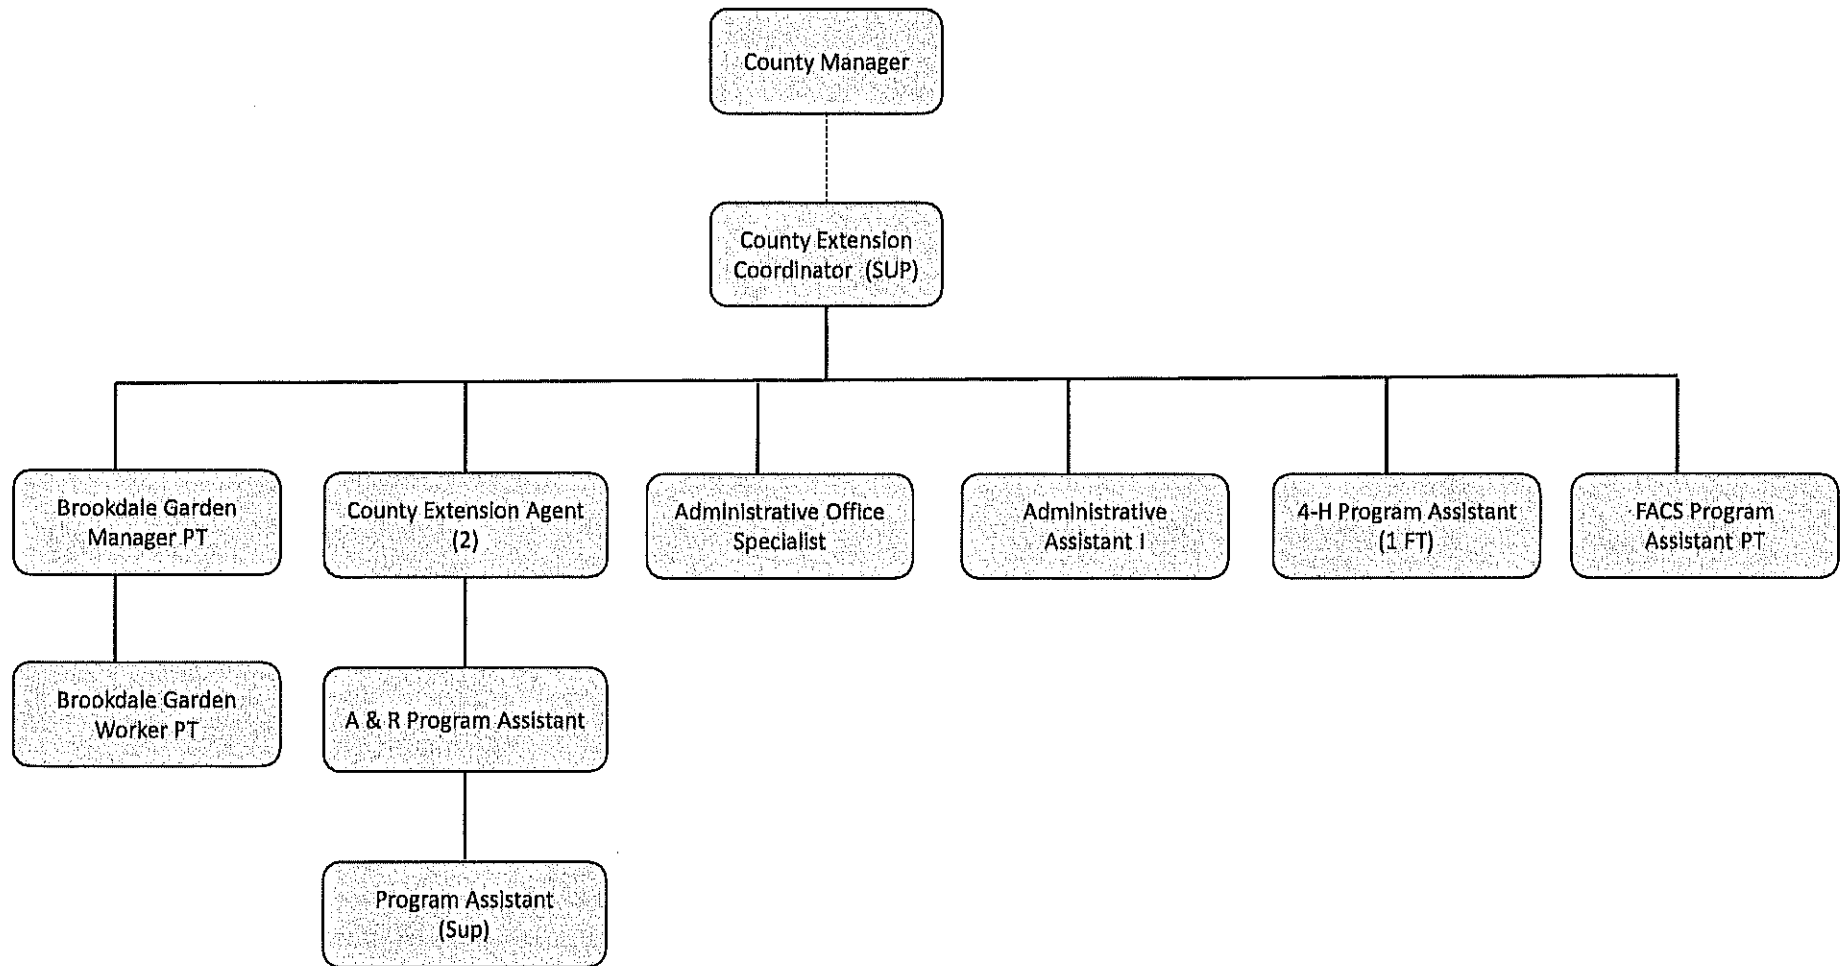 County Manager
County Extension
Coordinator (SUP)
Brookdale Garden
Manager PT
County Extension Agent
(2)
Administrative Office
Specialist
Administrative
Assistant I
4-H Program Assistant
(1 FT)
FACS Program
Assistant PT
Brookdale Garden
Worker PT
A & R Program Assistant
Program Assistant
(Sup)